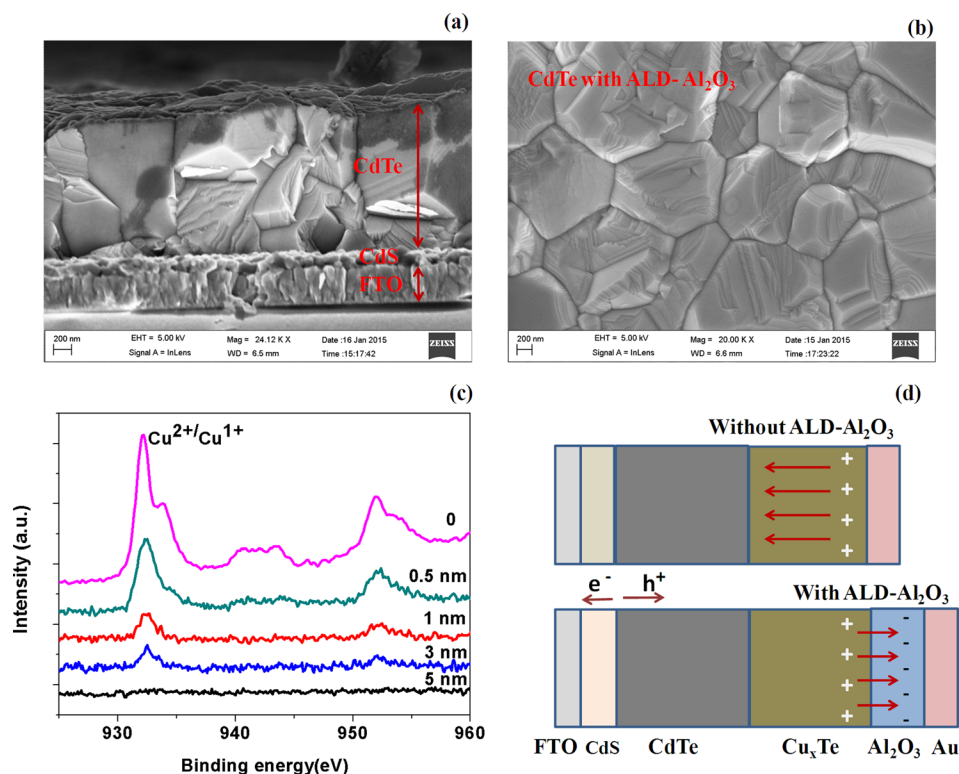 (a)
CdTe
CdS
FTO
200 nm
EHT = 5.00 kV
Signal A = InLens
Mag = 24.12 K X
WD = 6.5 mm
Date :16 Jan 2015
Time :15:17:42
ZEISS
(b)
CdTe with ALD- Al₂O₃
200 nm
EHT = 5.00 kV
Signal A = InLens
Mag = 20.00 K X
WD = 6.6 mm
Date :15 Jan 2015
Time :17:23:22
ZEISS
(c)
Cu²⁺/Cu¹⁺
0
0.5 nm
1 nm
3 nm
5 nm
Intensity (a.u.)
930
940
950
960
Binding energy(eV)
(d)
Without ALD-Al₂O₃
+
+
+
+
e⁻
h⁺
With ALD-Al₂O₃
+
+
+
+
-
-
-
-
-
FTO
CdS
CdTe
CuₓTe
Al₂O₃
Au